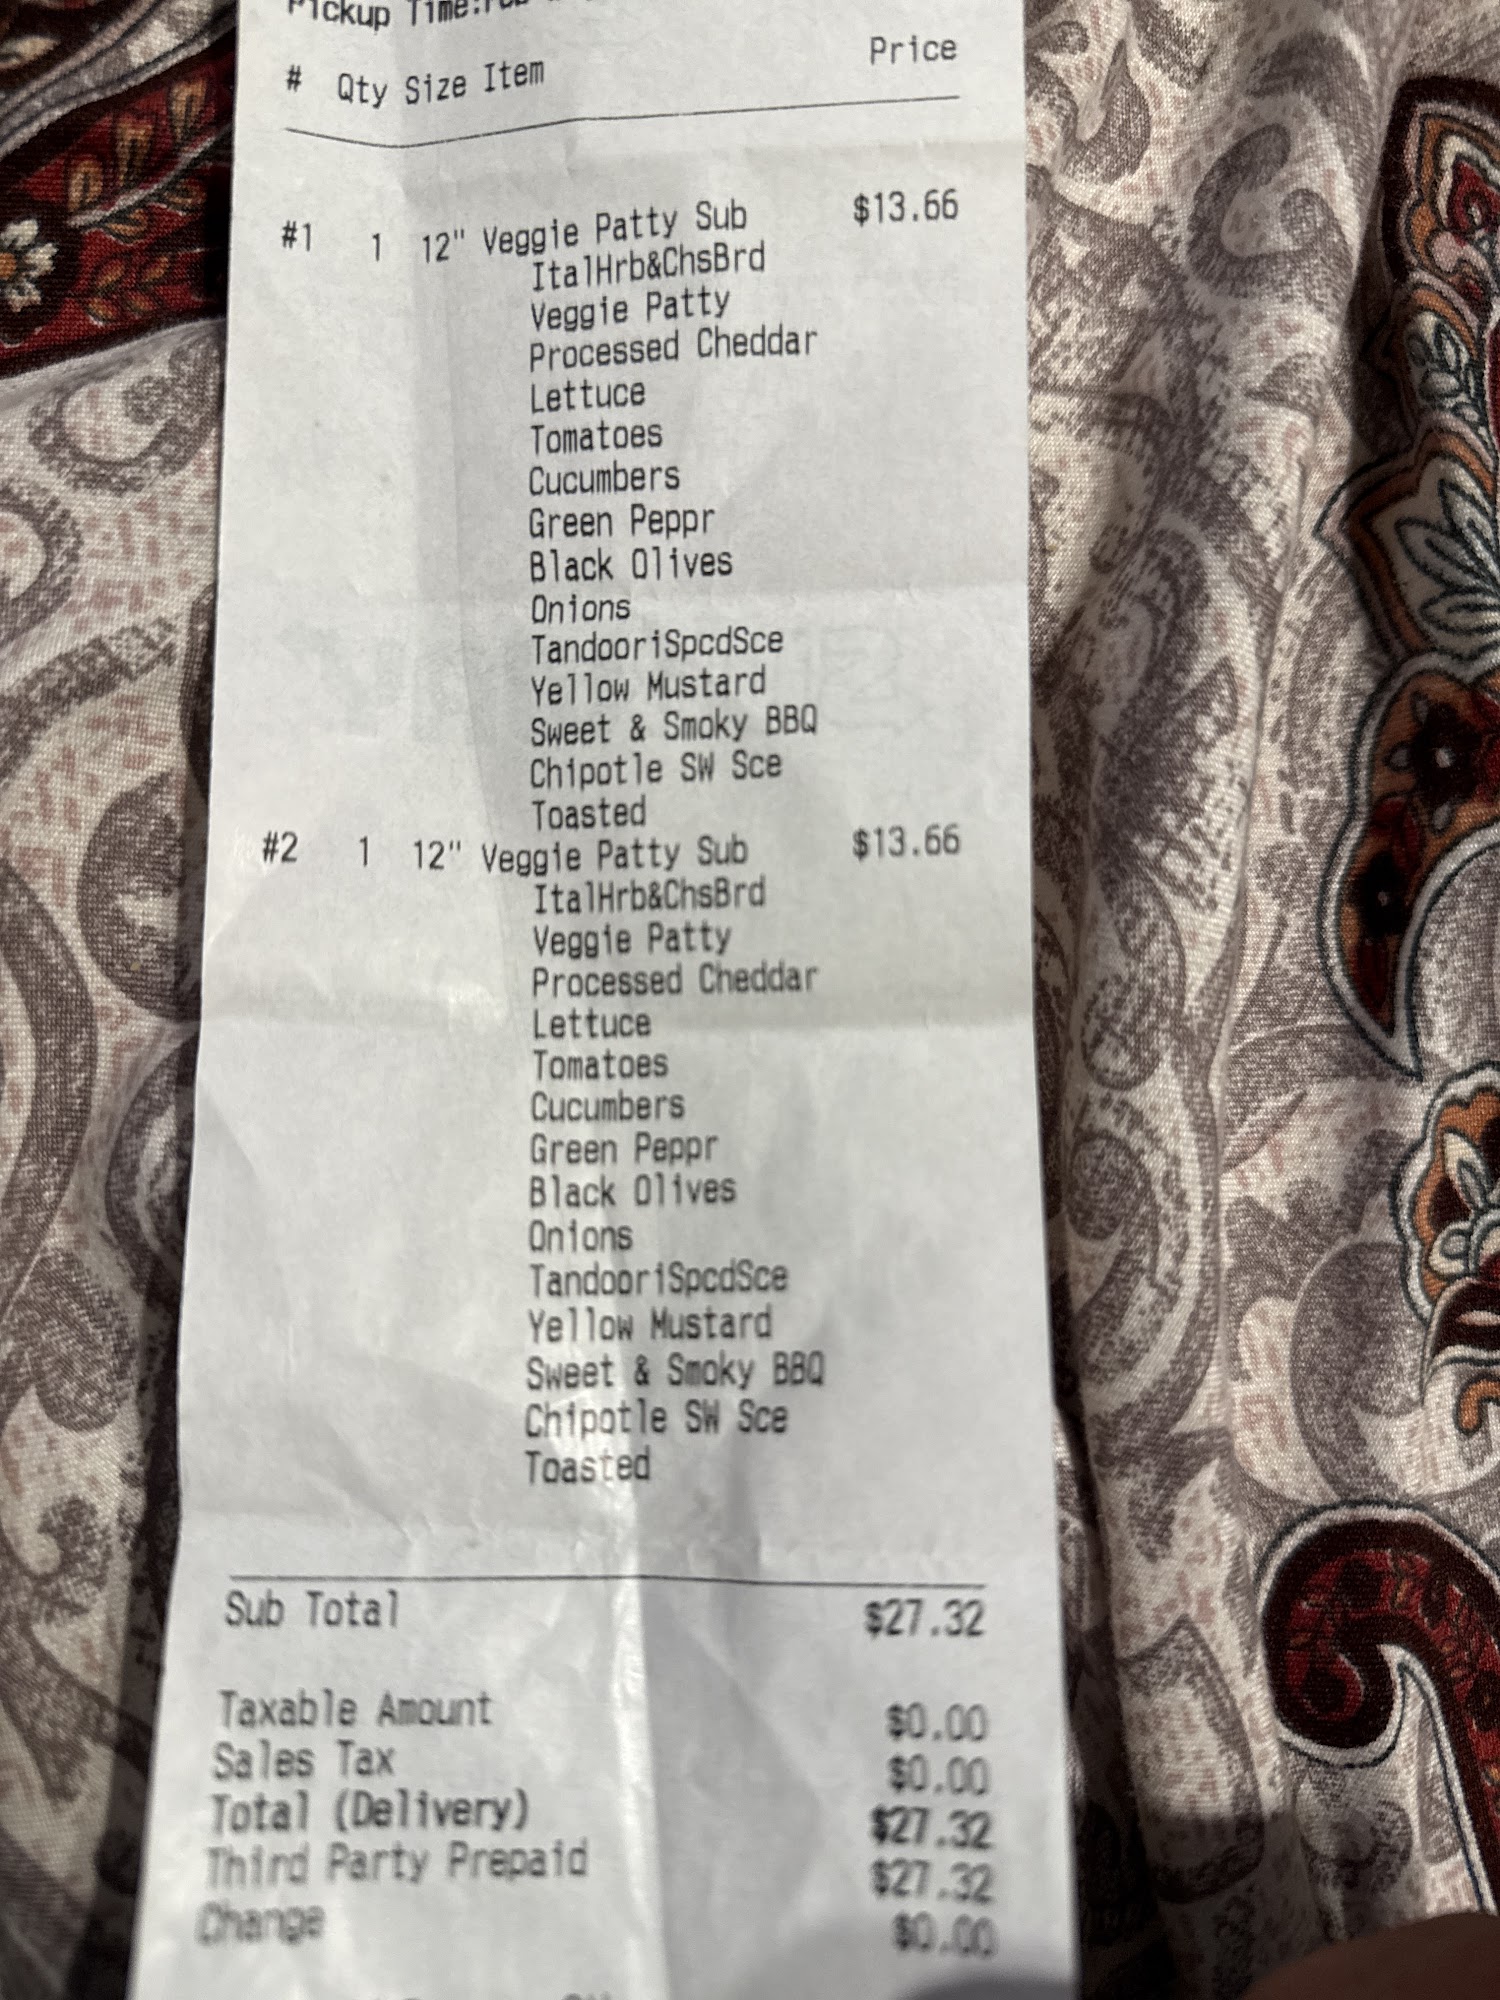 Pickup Time:
# Qty Size Item Price
#1 1 12" Veggie Patty Sub $13.66
ItalHrb&ChsBrd
Veggie Patty
Processed Cheddar
Lettuce
Tomatoes
Cucumbers
Green Peppr
Black Olives
Onions
TandooriSpcdSce
Yellow Mustard
Sweet & Smoky BBQ
Chipotle SW Sce
Toasted
#2 1 12" Veggie Patty Sub $13.66
ItalHrb&ChsBrd
Veggie Patty
Processed Cheddar
Lettuce
Tomatoes
Cucumbers
Green Peppr
Black Olives
Onions
TandooriSpcdSce
Yellow Mustard
Sweet & Smoky BBQ
Chipotle SW Sce
Toasted
Sub Total $27.32
Taxable Amount $0.00
Sales Tax $0.00
Total (Delivery) $27.32
Third Party Prepaid $27.32
Change $0.00